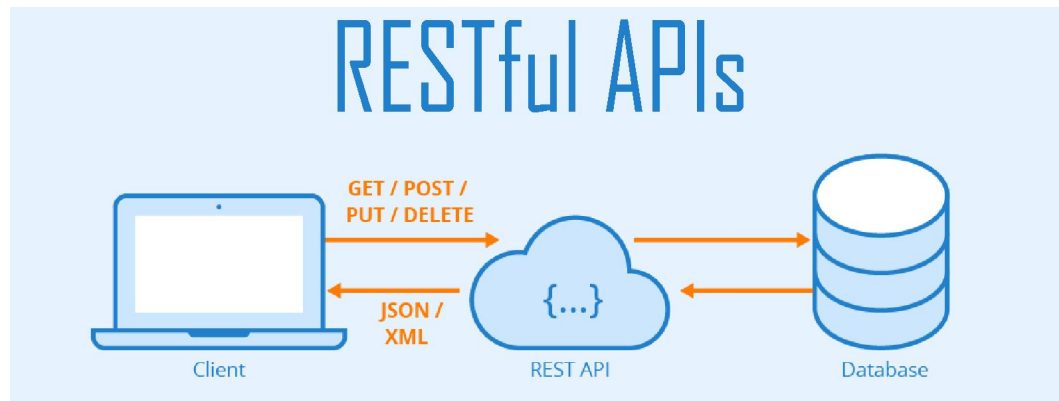 RESTful APIs
GET / POST /
PUT / DELETE
{...}
JSON /
XML
Client
REST API
Database